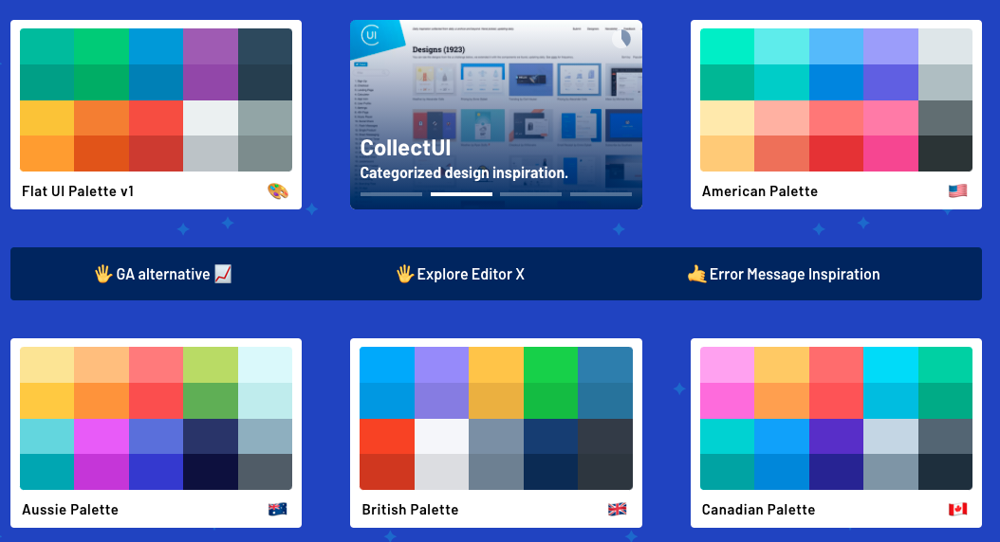 UI
Designs (1923)
CollectUI
Categorized design inspiration.
Flat UI Palette v1
American Palette
GA alternative
Explore Editor X
Error Message Inspiration
Aussie Palette
British Palette
Canadian Palette